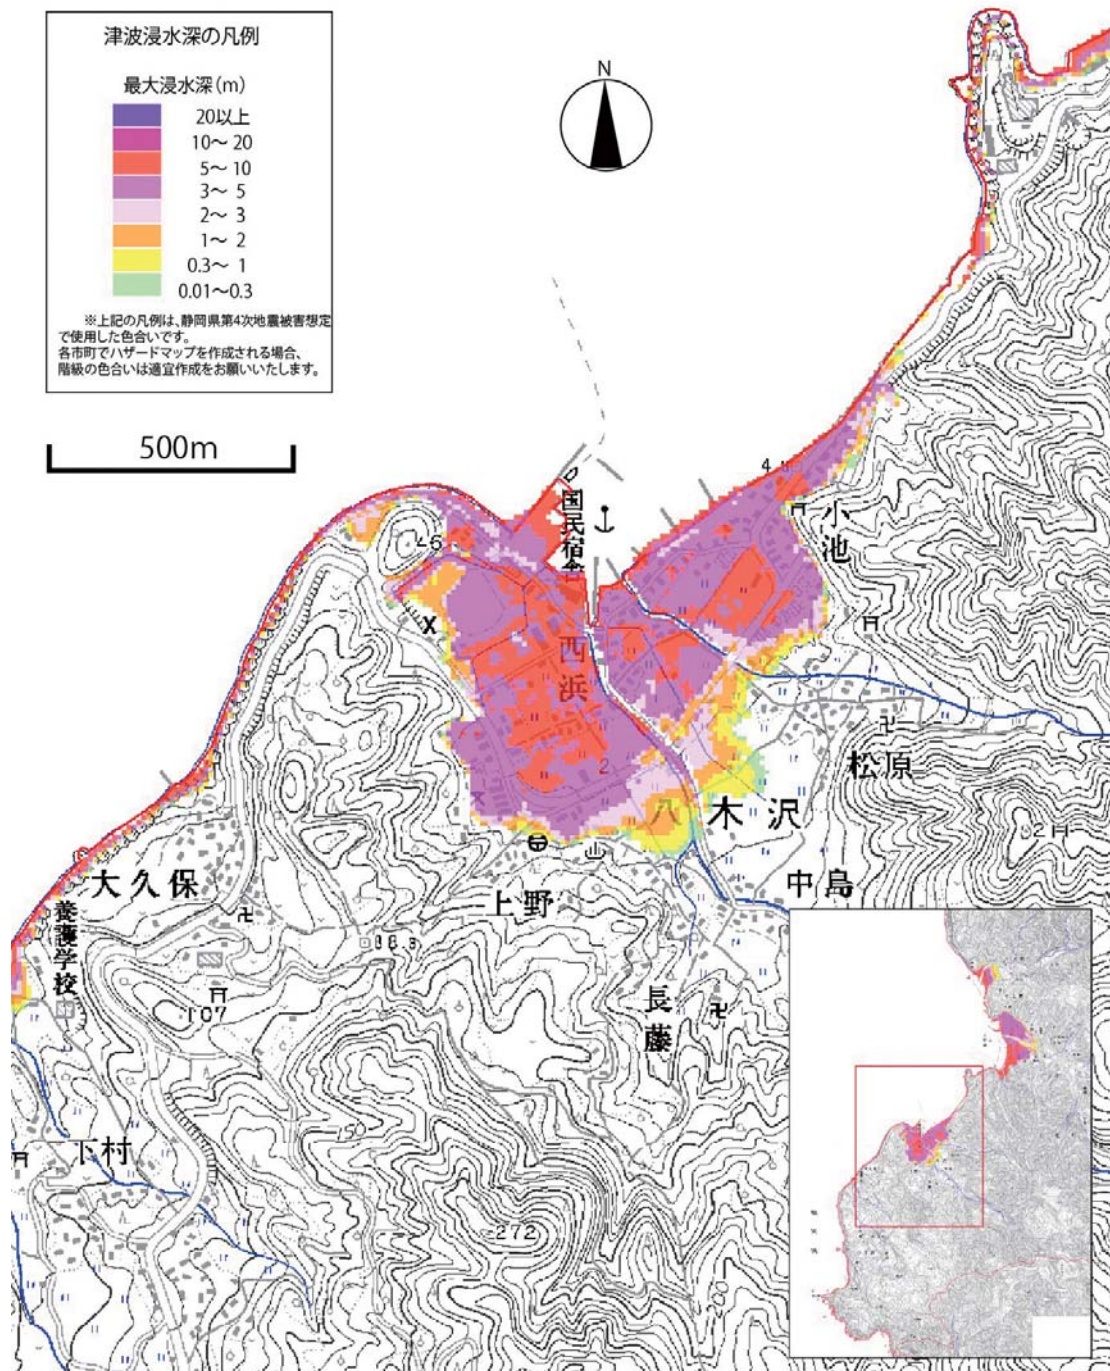 津波浸水深の凡例
最大浸水深(m)
20以上
10〜 20
5〜 10
3〜 5
2〜 3
1〜 2
0.3〜 1
0.01〜0.3
※上記の凡例は、静岡県第4次地震被害想定
で使用した色合いです。
各市町でハザードマップを作成される場合、
階級の色合いは適宜作成をお願いいたします。
N
500m
国民宿舎
小池
西浜
松原
八木沢
中島
大久保
養護学校
上野
長藤
107
下村
272